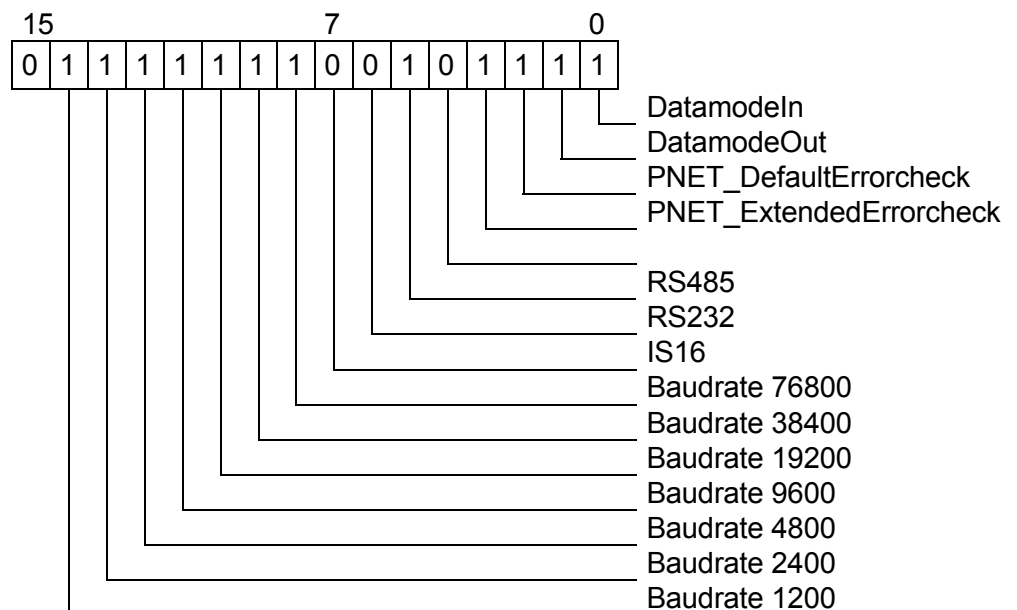 15 7 0
0 1 1 1 1 1 1 1 0 0 1 0 1 1 1 1
DatamodeIn
DatamodeOut
PNET_DefaultErrorcheck
PNET_ExtendedErrorcheck
RS485
RS232
IS16
Baudrate 76800
Baudrate 38400
Baudrate 19200
Baudrate 9600
Baudrate 4800
Baudrate 2400
Baudrate 1200